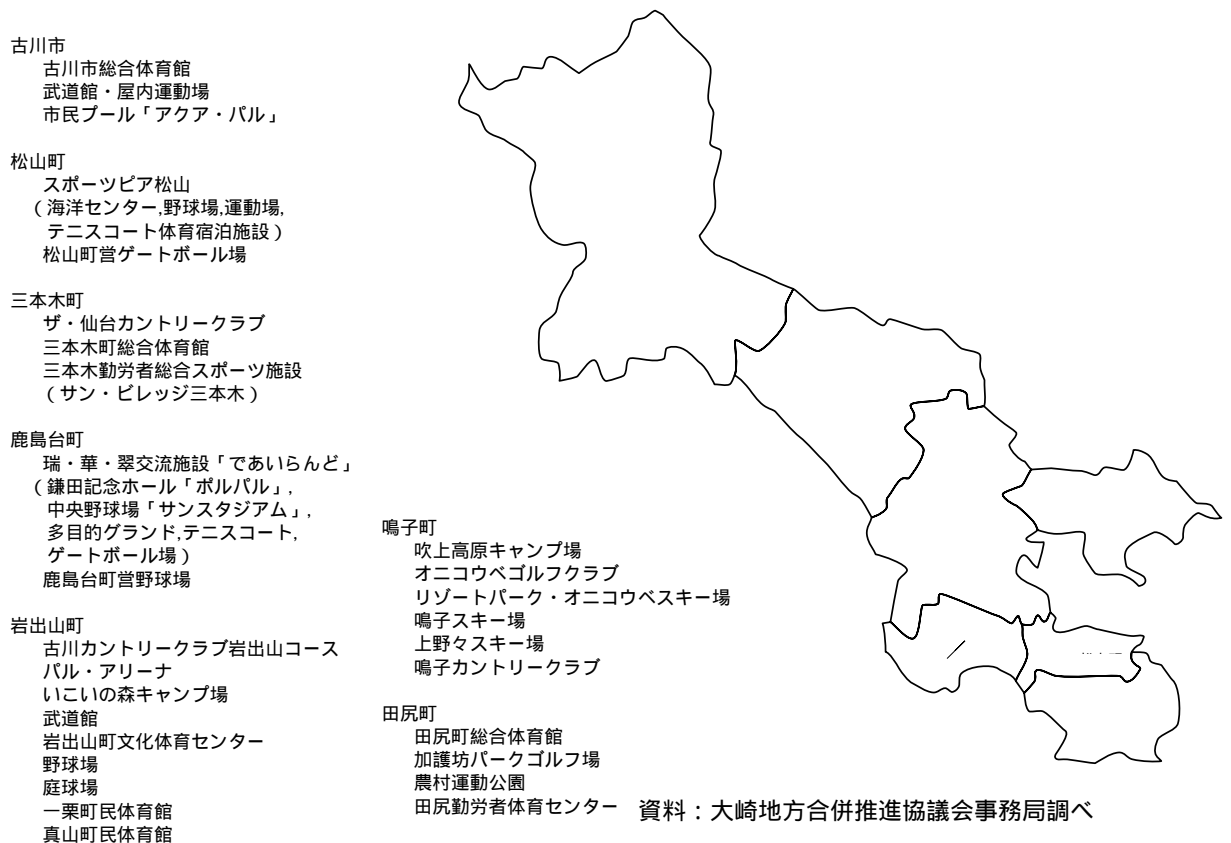 古川市
古川市総合体育館
武道館・屋内運動場
市民プール「アクア・パル」
松山町
スポーツピア松山
(海洋センター,野球場,運動場,
テニスコート体育宿泊施設)
松山町営ゲートボール場
三本木町
ザ・仙台カントリークラブ
三本木町総合体育館
三本木勤労者総合スポーツ施設
(サン・ビレッジ三本木)
鹿島台町
瑞・華・翠交流施設「であいらんど」
(鎌田記念ホール「ポルパル」,
中央野球場「サンスタジアム」,
多目的グランド,テニスコート,
ゲートボール場)
鹿島台町営野球場
岩出山町
古川カントリークラブ岩出山コース
パル・アリーナ
いこいの森キャンプ場
武道館
岩出山町文化体育センター
野球場
庭球場
一栗町民体育館
真山町民体育館
鳴子町
吹上高原キャンプ場
オニコウベゴルフクラブ
リゾートパーク・オニコウベスキー場
鳴子スキー場
上野々スキー場
鳴子カントリークラブ
田尻町
田尻町総合体育館
加護坊パークゴルフ場
農村運動公園
田尻勤労者体育センター
資料:大崎地方合併推進協議会事務局調べ